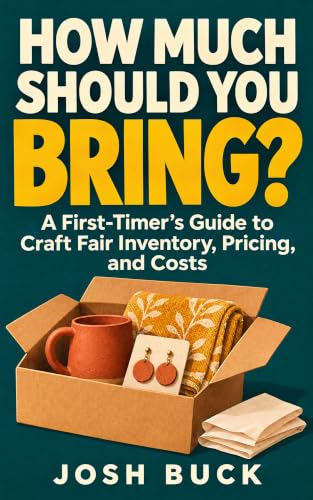 HOW MUCH
SHOULD YOU
BRING?
A First-Timer's Guide to
Craft Fair Inventory, Pricing,
and Costs
JOSH BUCK